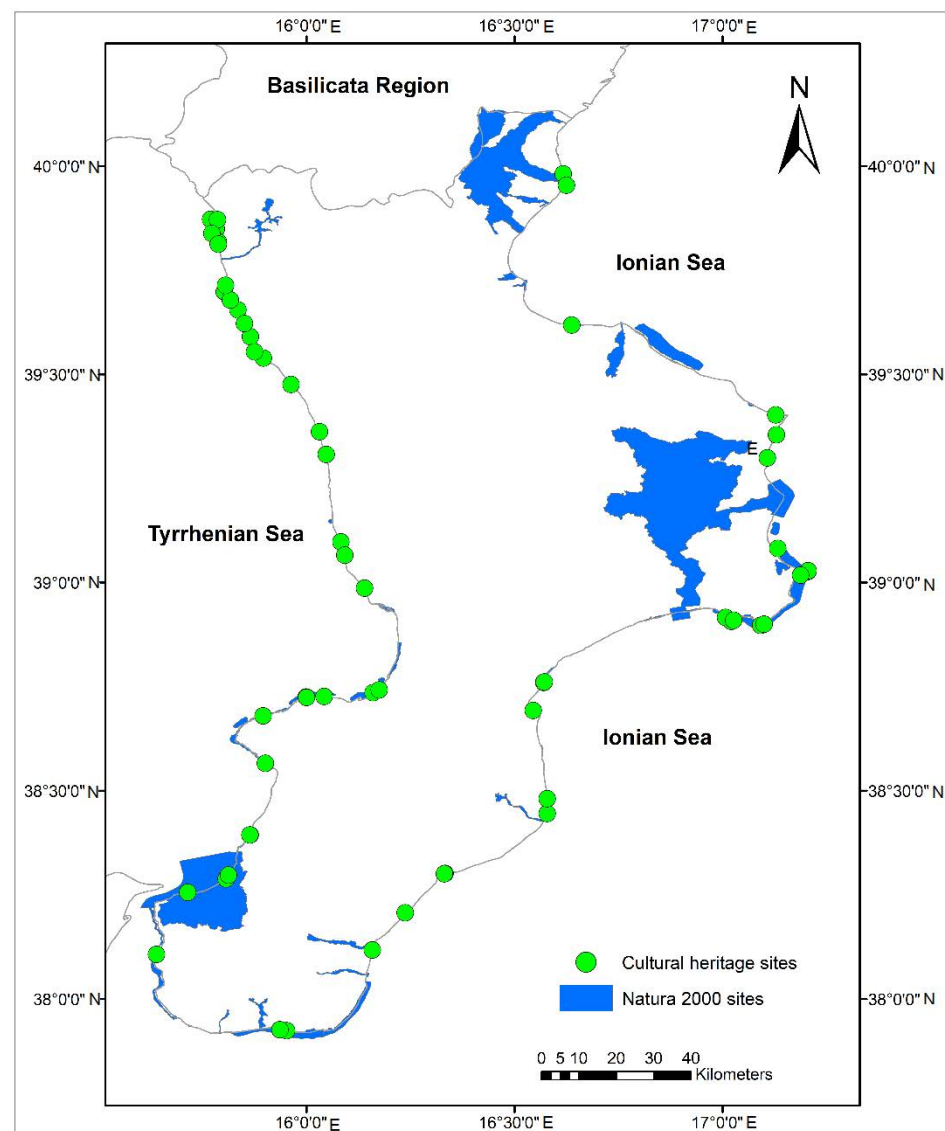 16°0'0" E 16°30'0" E 17°0'0" E
Basilicata Region
N
40°0'0" N 40°0'0" N
Ionian Sea
39°30'0" N 39°30'0" N
E
Tyrrhenian Sea
39°0'0" N 39°0'0" N
Ionian Sea
38°30'0" N 38°30'0" N
Cultural heritage sites
Natura 2000 sites
38°0'0" N 38°0'0" N
0 5 10 20 30 40
Kilometers
16°0'0" E 16°30'0" E 17°0'0" E